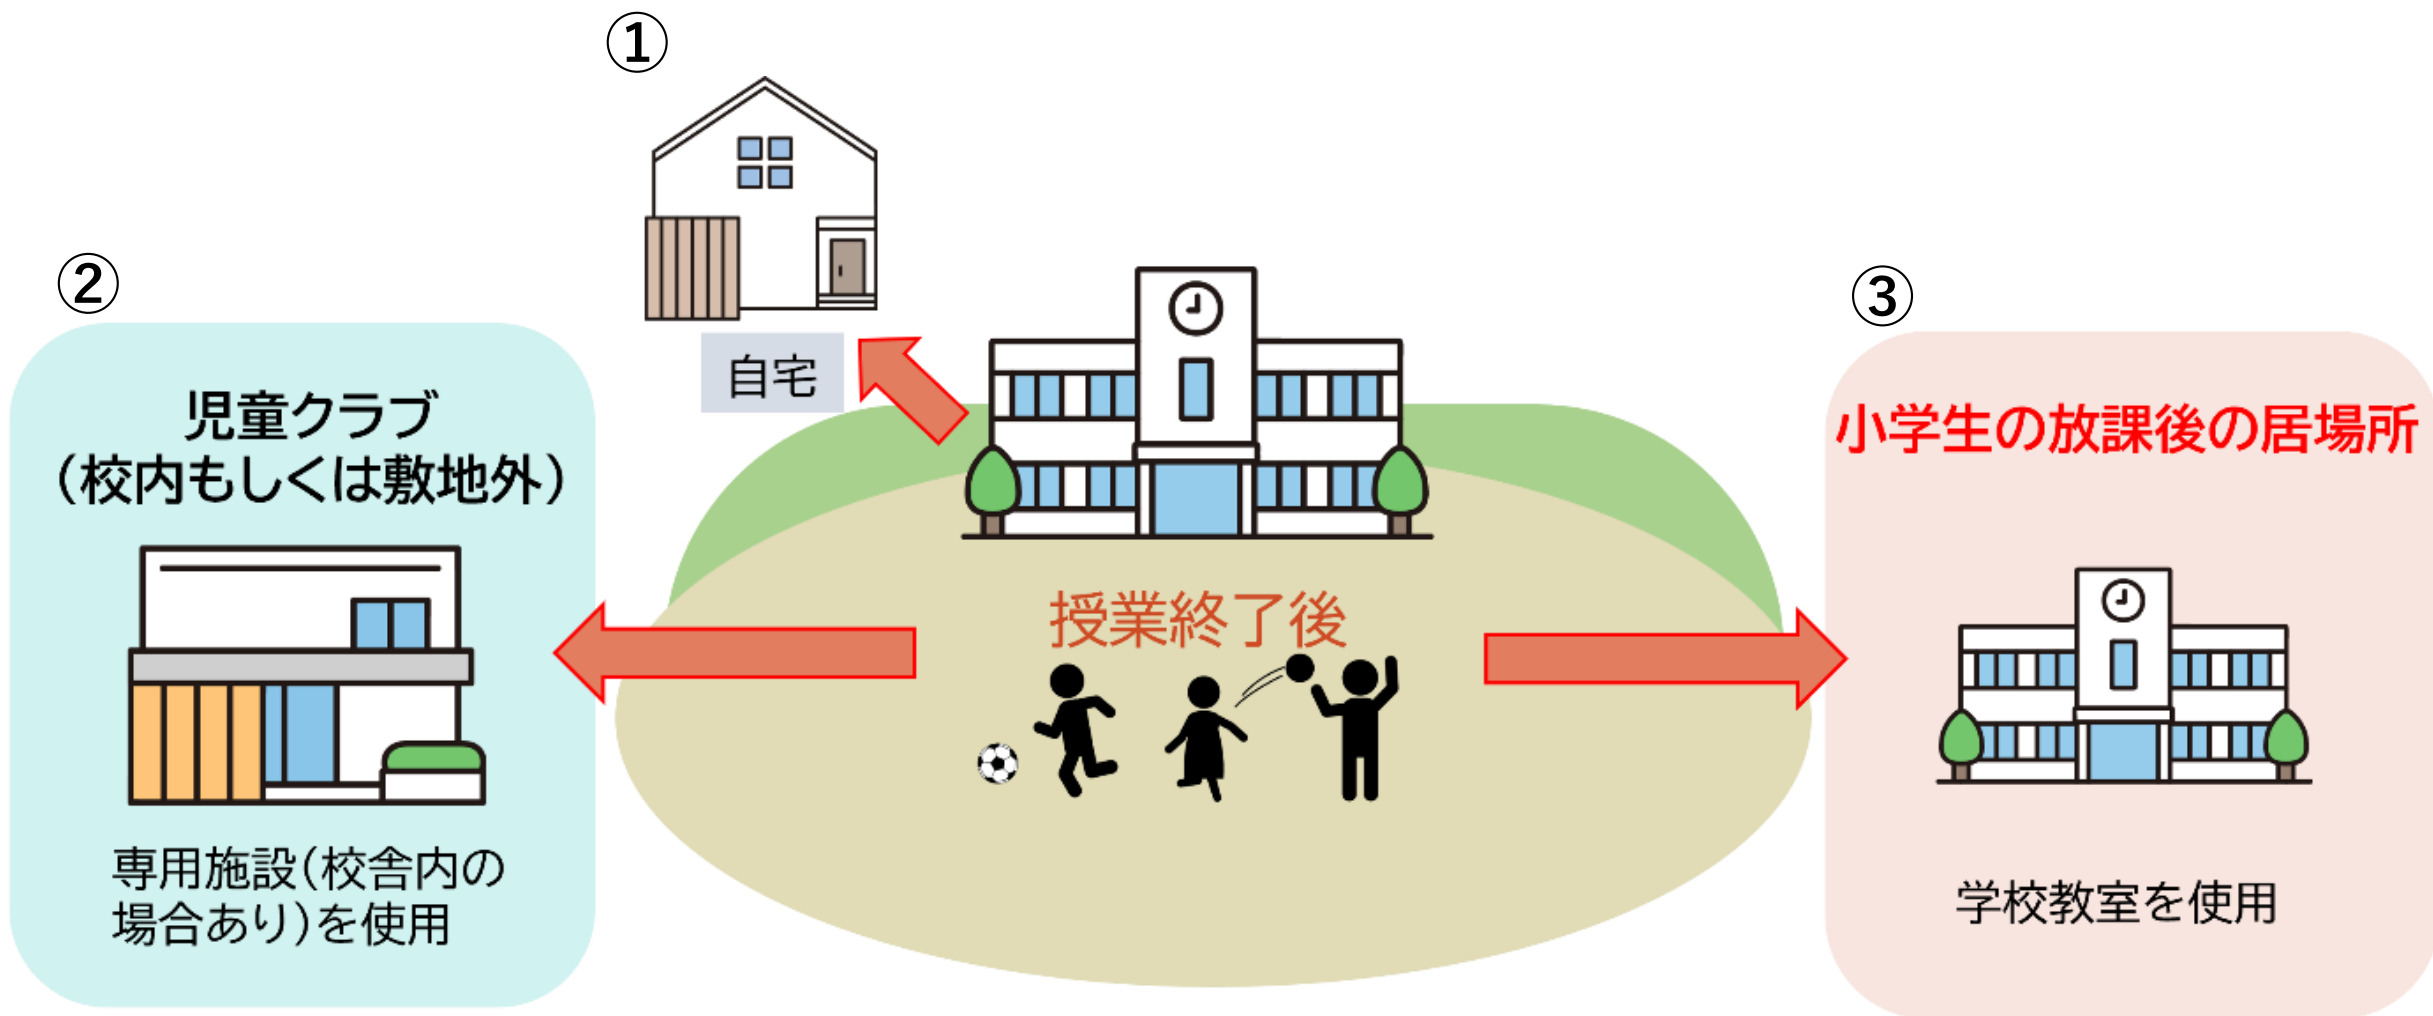 ①
自宅
②
児童クラブ
（校内もしくは敷地外）
専用施設（校舎内の
場合あり）を使用
授業終了後
③
小学生の放課後の居場所
学校教室を使用